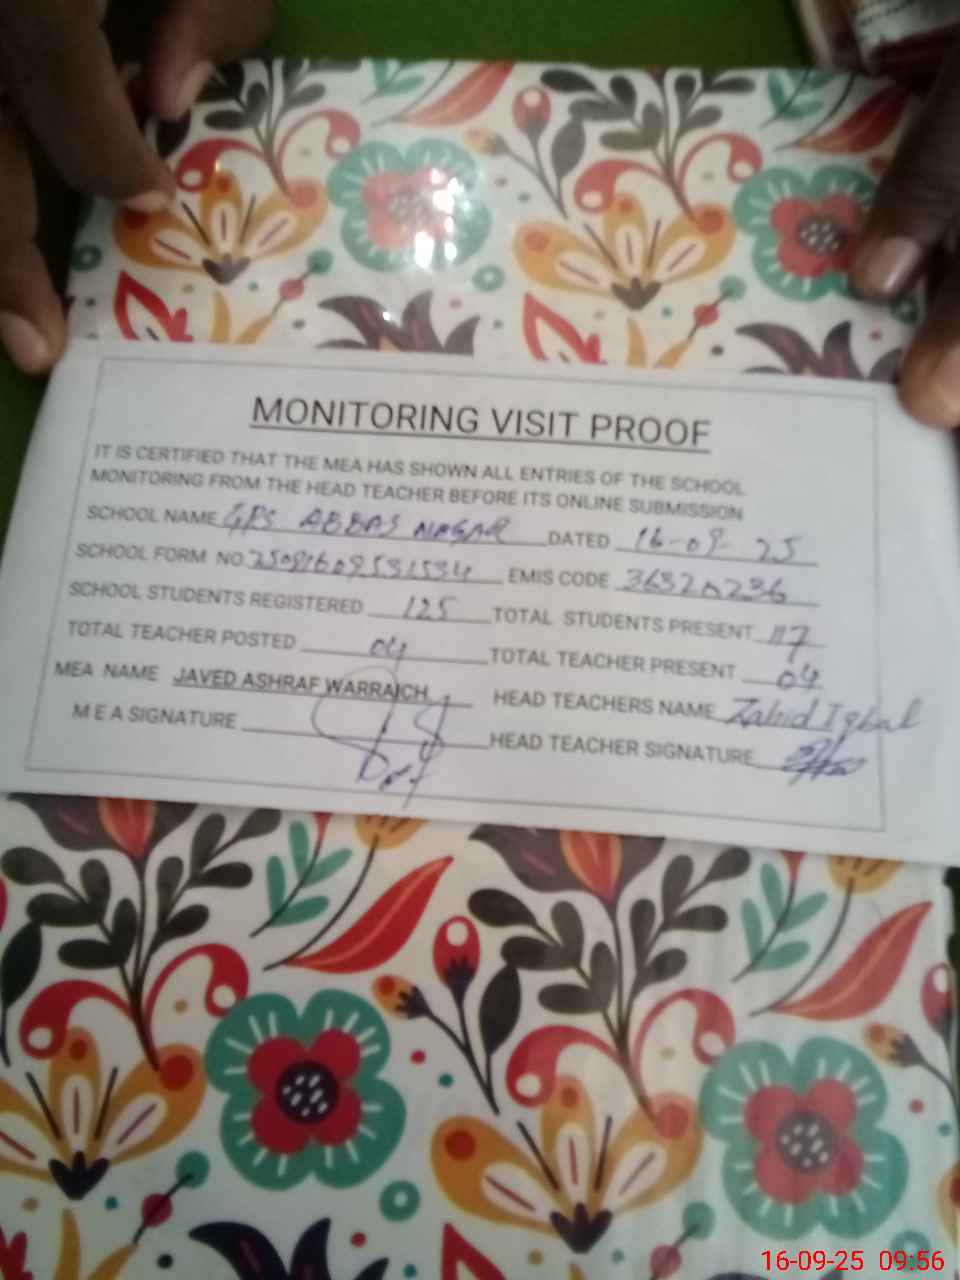 MONITORING VISIT PROOF
IT IS CERTIFIED THAT THE MEA HAS SHOWN ALL ENTRIES OF THE SCHOOL
MONITORING FROM THE HEAD TEACHER BEFORE ITS ONLINE SUBMISSION
SCHOOL NAME GPS ABBAS NAGAR DATED 16-09-25
SCHOOL FORM NO. EMIS CODE 36320236
SCHOOL STUDENTS REGISTERED 125 TOTAL STUDENTS PRESENT 117
TOTAL TEACHER POSTED 04 TOTAL TEACHER PRESENT 04
MEA NAME JAVED ASHRAF WARRAICH HEAD TEACHERS NAME Zahid Iqbal
M E A SIGNATURE HEAD TEACHER SIGNATURE
16-09-25 09:56